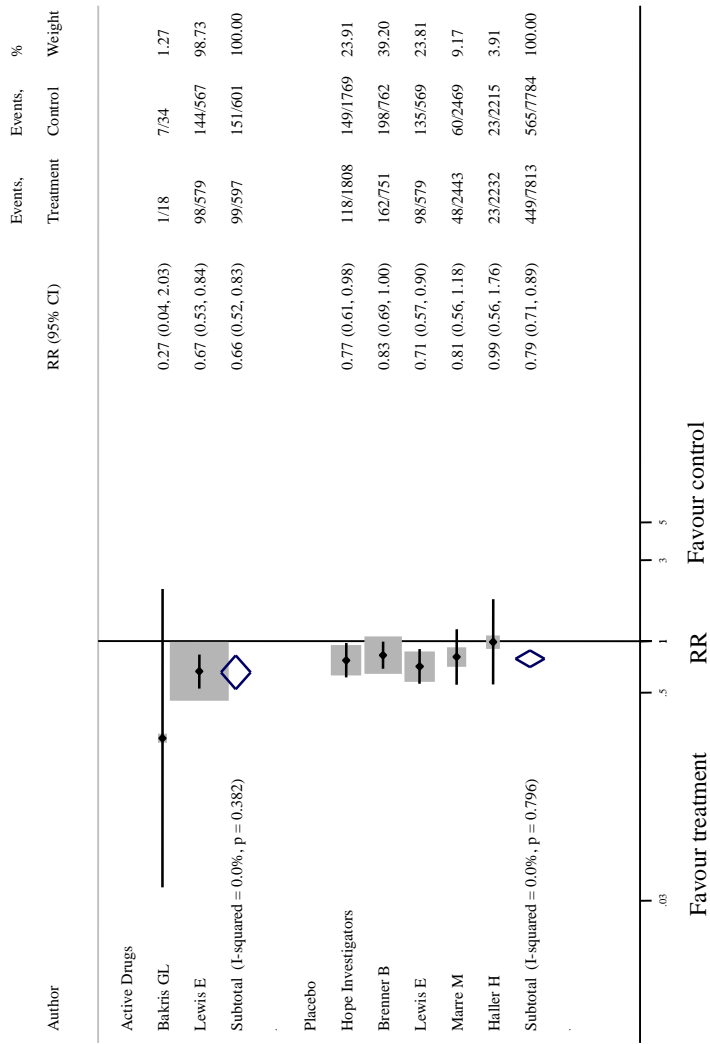 Events, Events, %
Author RR (95% CI) Treatment Control Weight
Active Drugs
Bakris GL 0.27 (0.04, 2.03) 1/18 7/34 1.27
Lewis E 0.67 (0.53, 0.84) 98/579 144/567 98.73
Subtotal (I-squared = 0.0%, p = 0.382) 0.66 (0.52, 0.83) 99/597 151/601 100.00
.
Placebo
Hope Investigators 0.77 (0.61, 0.98) 118/1808 149/1769 23.91
Brenner B 0.83 (0.69, 1.00) 162/751 198/762 39.20
Lewis E 0.71 (0.57, 0.90) 98/579 135/569 23.81
Marre M 0.81 (0.56, 1.18) 48/2443 60/2469 9.17
Haller H 0.99 (0.56, 1.76) 23/2232 23/2215 3.91
Subtotal (I-squared = 0.0%, p = 0.796) 0.79 (0.71, 0.89) 449/7813 565/7784 100.00
.
.03 .5 1 3 5
Favour treatment RR Favour control